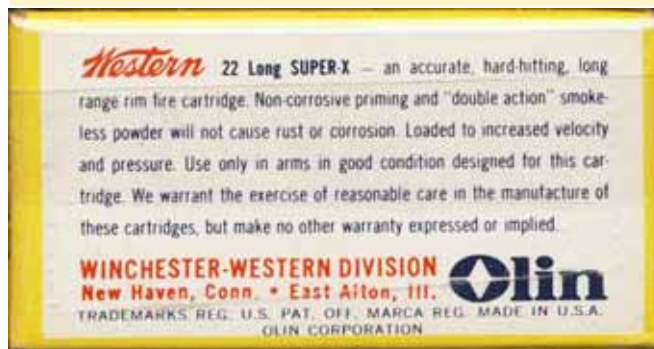 Western 22 Long SUPER-X – an accurate, hard-hitting, long
range rim fire cartridge. Non-corrosive priming and "double action" smoke-
less powder will not cause rust or corrosion. Loaded to increased velocity
and pressure. Use only in arms in good condition designed for this car-
tridge. We warrant the exercise of reasonable care in the manufacture of
these cartridges, but make no other warranty expressed or implied.
WINCHESTER-WESTERN DIVISION
New Haven, Conn. • East Alton, Ill.
Olin
TRADEMARKS REG. U.S. PAT. OFF. MARCA REG. MADE IN U.S.A.
OLIN CORPORATION